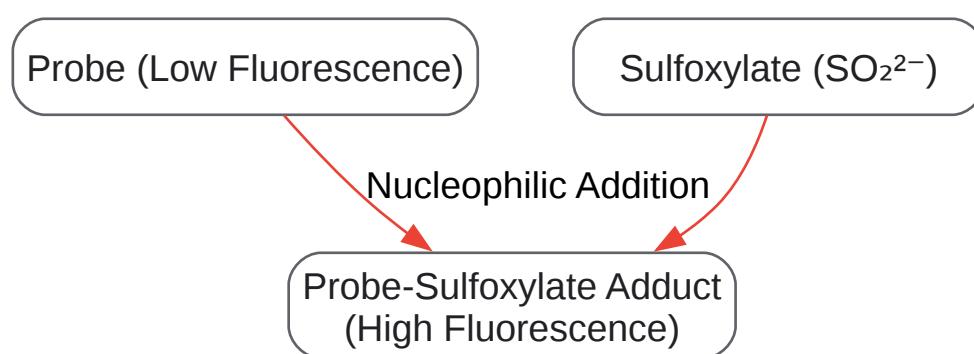 Probe (Low Fluorescence)
Sulfoxylate (SO₂²⁻)
Nucleophilic Addition
Probe-Sulfoxylate Adduct
(High Fluorescence)